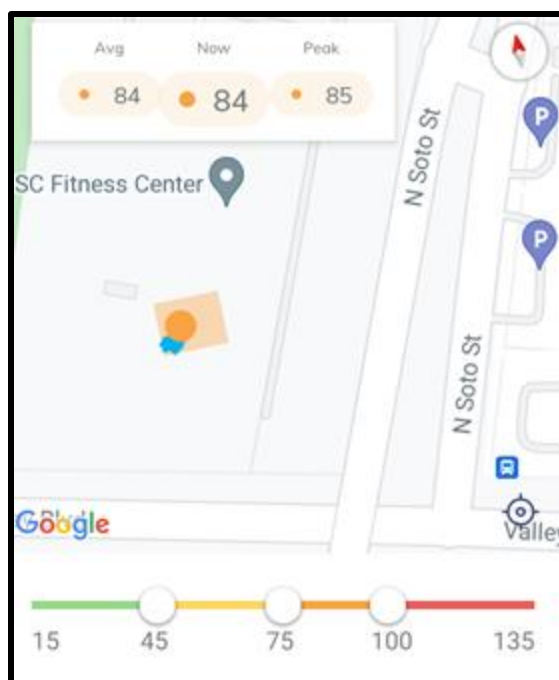 Avg Now Peak
84 84 85
N Soto St
P
SC Fitness Center
P
N Soto St
Google
Valley
15 45 75 100 135